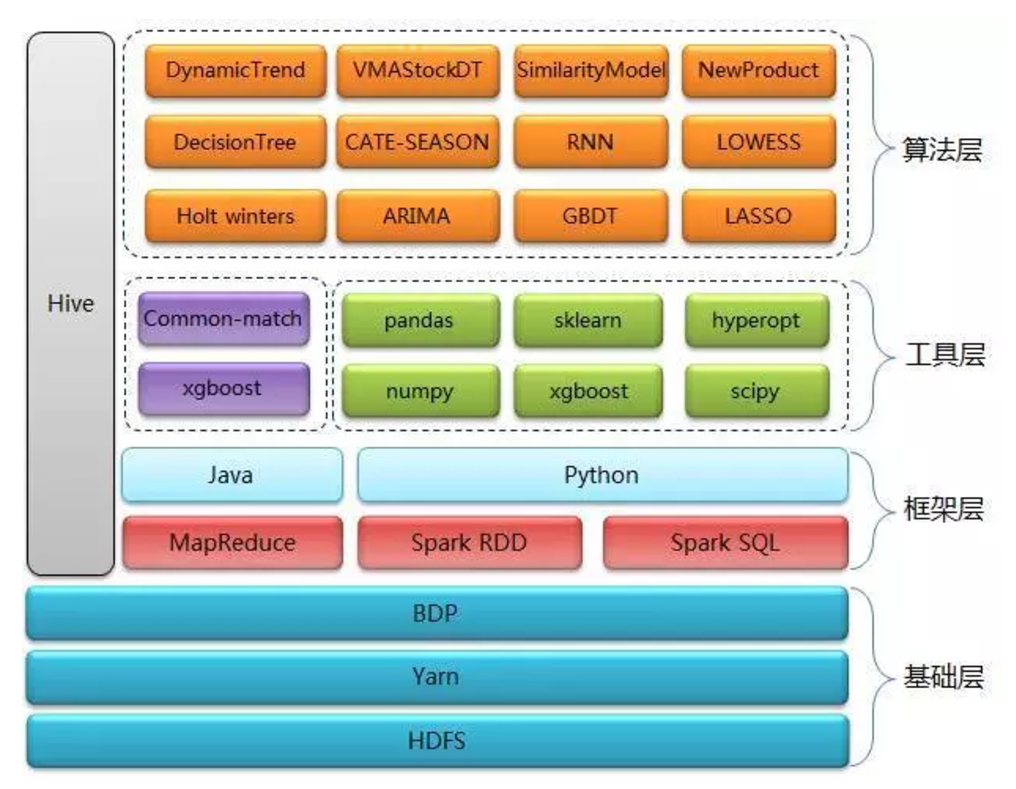 Hive
DynamicTrend
VMAStockDT
SimilarityModel
NewProduct
DecisionTree
CATE-SEASON
RNN
LOWESS
Holt winters
ARIMA
GBDT
LASSO
算法层
Common-match
pandas
sklearn
hyperopt
xgboost
numpy
xgboost
scipy
工具层
Java
Python
MapReduce
Spark RDD
Spark SQL
框架层
BDP
Yarn
HDFS
基础层